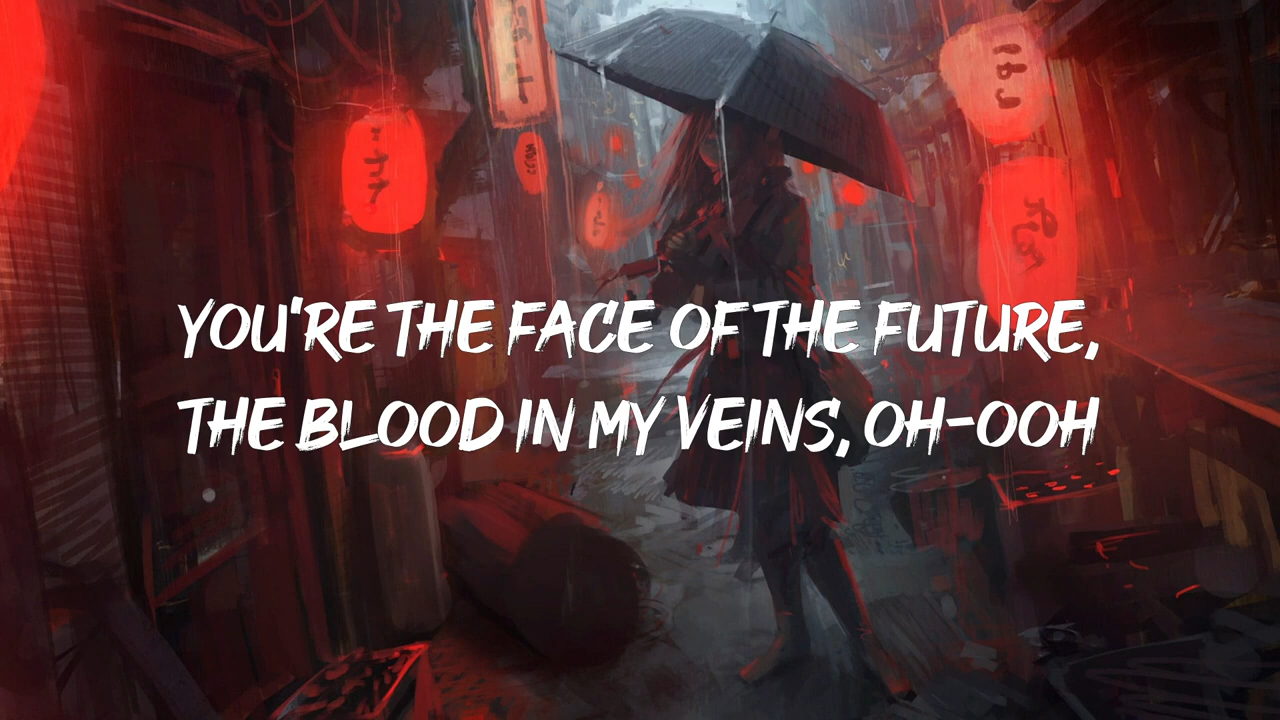 YOU'RE THE FACE OF THE FUTURE,
THE BLOOD IN MY VEINS, OH-OOH